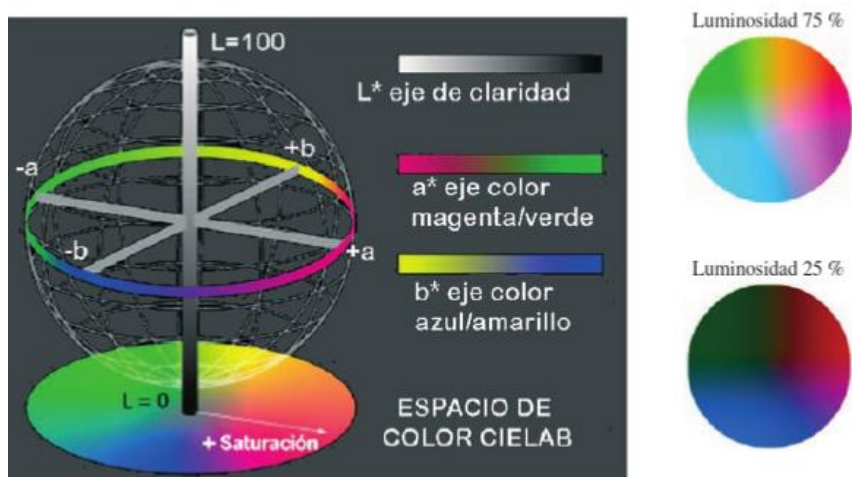 L=100
L* eje de claridad
-a
+b
a* eje color
magenta/verde
-b
+a
b* eje color
azul/amarillo
L = 0
+ Saturación
ESPACIO DE
COLOR CIELAB
Luminosidad 75 %
Luminosidad 25 %